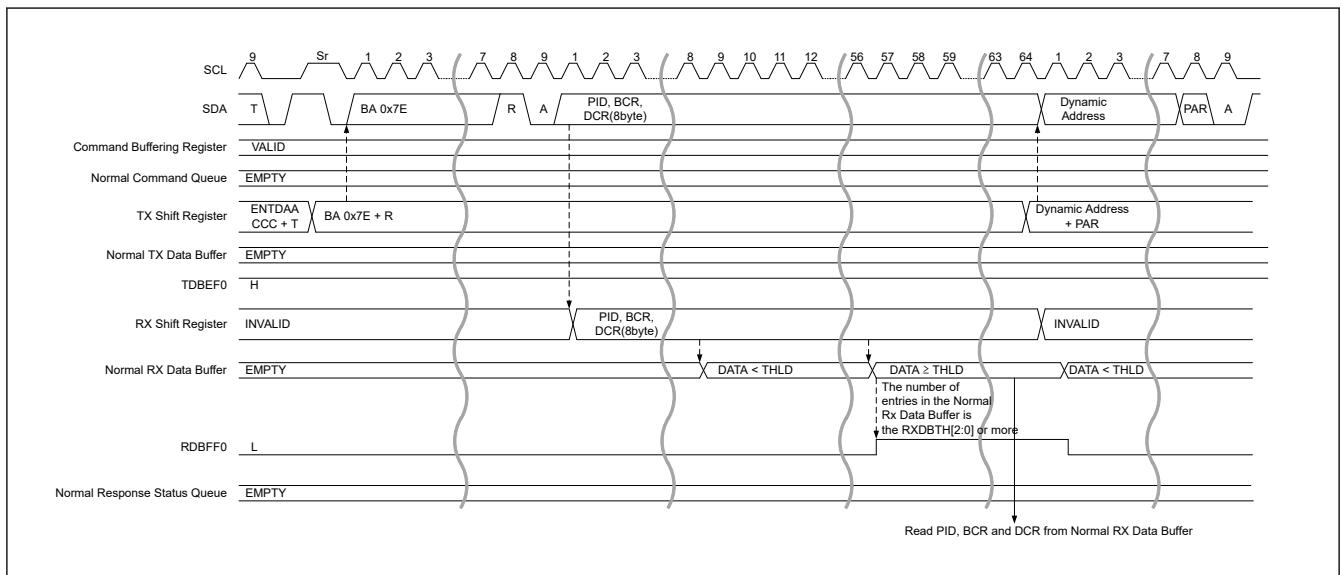 9 Sr 1 2 3 7 8 9 1 2 3 8 9 10 11 12 56 57 58 59 63 64 1 2 3 7 8 9
SCL
SDA T BA 0x7E R A PID, BCR, DCR(8byte) Dynamic Address PAR A
Command Buffering Register VALID
Normal Command Queue EMPTY
TX Shift Register ENTDAA CCC + T BA 0x7E + R Dynamic Address + PAR
Normal TX Data Buffer EMPTY
TDBEF0 H
RX Shift Register INVALID PID, BCR, DCR(8byte) INVALID
Normal RX Data Buffer EMPTY DATA < THLD DATA ≥ THLD DATA < THLD
The number of
entries in the Normal
Rx Data Buffer is
the RXDBTH[2:0] or more
RDBFF0 L
Normal Response Status Queue EMPTY
Read PID, BCR and DCR from Normal RX Data Buffer